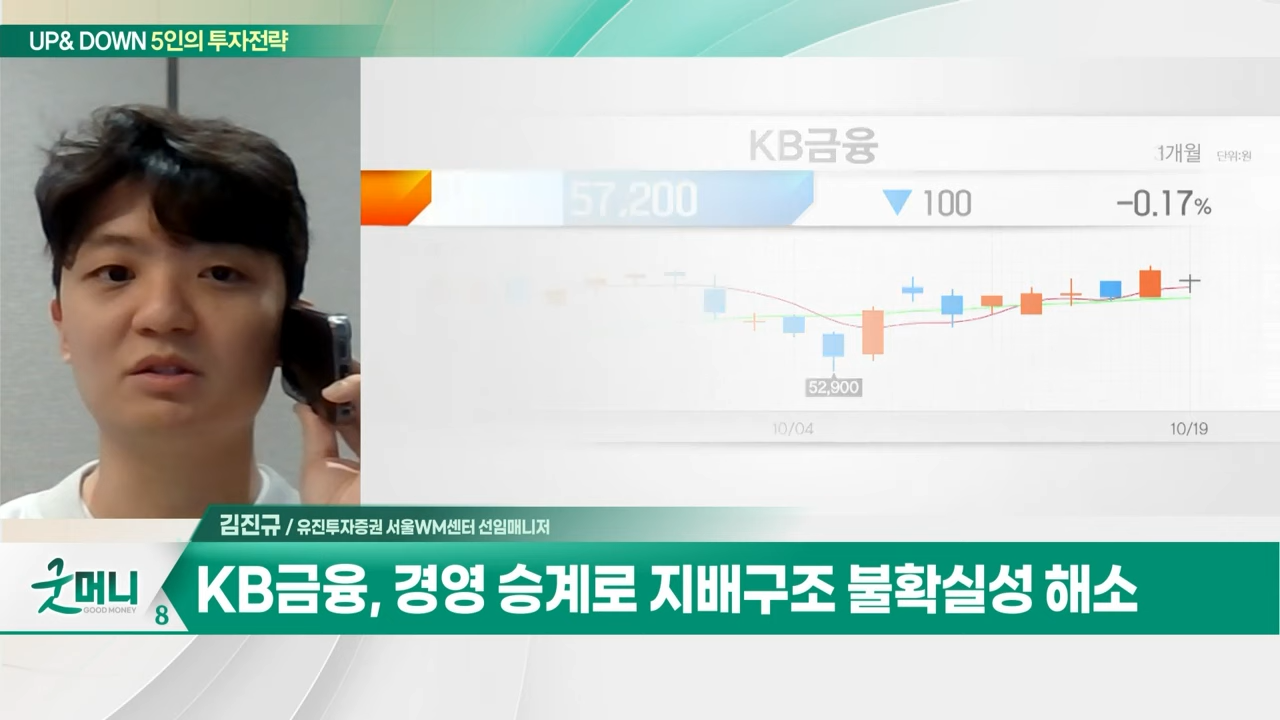 UP& DOWN 5인의 투자전략
KB금융
1개월 단위:원
57,200 ▼ 100 -0.17%
52,900
10/04 10/19
김진규 / 유진투자증권 서울WM센터 선임매니저
굿머니
GOOD MONEY
8
KB금융, 경영 승계로 지배구조 불확실성 해소